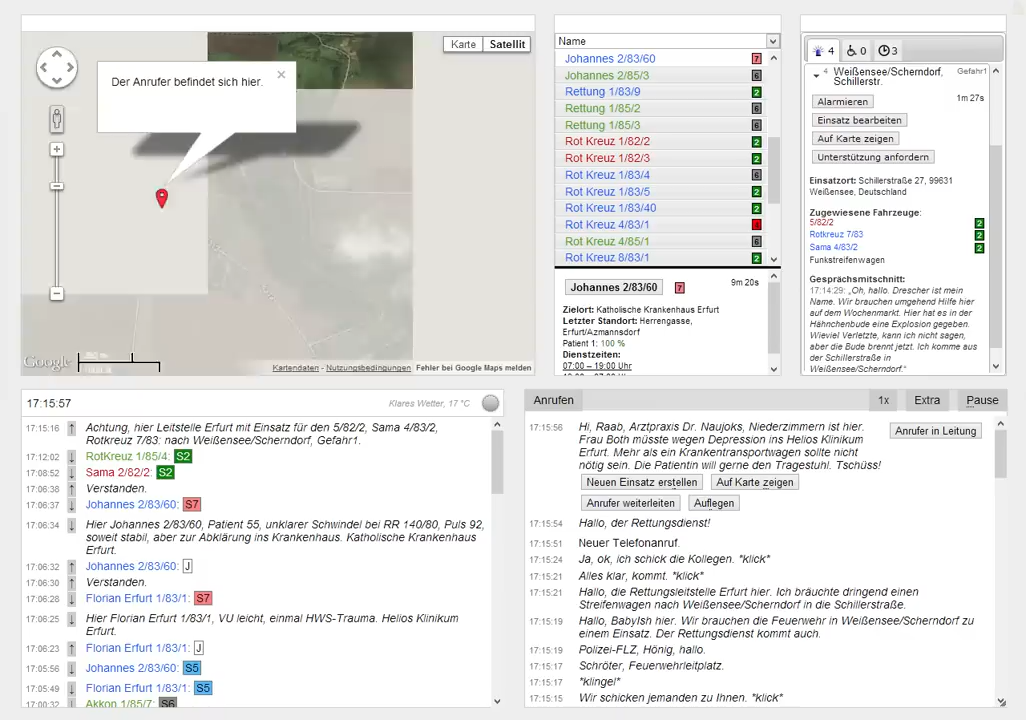 Karte
Satellit
Der Anrufer befindet sich hier.
Google
Kartendaten - Nutzungsbedingungen
Fehler bei Google Maps melden
Name
Johannes 2/83/60 7
Johannes 2/85/3 6
Rettung 1/83/9 2
Rettung 1/85/2 6
Rettung 1/85/3 6
Rot Kreuz 1/82/2 2
Rot Kreuz 1/82/3 2
Rot Kreuz 1/83/4 6
Rot Kreuz 1/83/5 2
Rot Kreuz 1/83/40 2
Rot Kreuz 4/83/1
Rot Kreuz 4/85/1 6
Rot Kreuz 8/83/1 2
Johannes 2/83/60 7 9m 20s
Zielort: Katholische Krankenhaus Erfurt
Letzter Standort: Herrengasse,
Erfurt/Azmannsdorf
Patient 1: 100 %
Dienstzeiten:
07:00 – 19:00 Uhr
4 0 3
4 Weißensee/Scherndorf, Gefahr1
Schillerstr.
1m 27s
Alarmieren
Einsatz bearbeiten
Auf Karte zeigen
Unterstützung anfordern
Einsatzort: Schillerstraße 27, 99631
Weißensee, Deutschland
Zugewiesene Fahrzeuge:
5/82/2 2
Rotkreuz 7/83 2
Sama 4/83/2 2
Funkstreifenwagen
Gesprächsmitschnitt:
17:14:29: „Oh, hallo. Drescher ist mein
Name. Wir brauchen umgehend Hilfe hier
auf dem Wochenmarkt. Hier hat es in der
Hähnchenbude eine Explosion gegeben.
Wieviel Verletzte, kann ich nicht sagen,
aber die Bude brennt jetzt. Ich komme aus
der Schillerstraße in
Weißensee/Scherndorf."
17:15:57
Klares Wetter, 17 °C
17:15:16 ↑ Achtung, hier Leitstelle Erfurt mit Einsatz für den 5/82/2, Sama 4/83/2,
Rotkreuz 7/83: nach Weißensee/Scherndorf, Gefahr1.
17:12:02 ↓ RotKreuz 1/85/4: S2
17:08:52 ↓ Sama 2/82/2: S2
17:06:38 ↑ Verstanden.
17:06:37 ↓ Johannes 2/83/60: S7
17:06:34 ↓ Hier Johannes 2/83/60, Patient 55, unklarer Schwindel bei RR 140/80, Puls 92,
soweit stabil, aber zur Abklärung ins Krankenhaus. Katholische Krankenhaus
Erfurt.
17:06:32 ↑ Johannes 2/83/60: J
17:06:30 ↑ Verstanden.
17:06:28 ↓ Florian Erfurt 1/83/1: S7
17:06:25 ↓ Hier Florian Erfurt 1/83/1, VU leicht, einmal HWS-Trauma. Helios Klinikum
Erfurt.
17:06:23 ↑ Florian Erfurt 1/83/1: J
17:05:56 ↓ Johannes 2/83/60: S5
17:05:49 ↓ Florian Erfurt 1/83/1: S5
17:00:32 ↓ Akkon 1/85/7: S6
Anrufen
1x
Extra
Pause
17:15:56 Hi, Raab, Arztpraxis Dr. Naujoks, Niederzimmern ist hier.
Frau Both müsste wegen Depression ins Helios Klinikum
Erfurt. Mehr als ein Krankentransportwagen sollte nicht
nötig sein. Die Patientin will gerne den Tragestuhl. Tschüss!
Anrufer in Leitung
Neuen Einsatz erstellen
Auf Karte zeigen
Anrufer weiterleiten
Auflegen
17:15:54 Hallo, der Rettungsdienst!
17:15:51 Neuer Telefonanruf.
17:15:24 Ja, ok, ich schick die Kollegen. *klick*
17:15:21 Alles klar, kommt. *klick*
17:15:21 Hallo, die Rettungsleitstelle Erfurt hier. Ich bräuchte dringend einen
Streifenwagen nach Weißensee/Scherndorf in die Schillerstraße.
17:15:19 Hallo, BabyIsh hier. Wir brauchen die Feuerwehr in Weißensee/Scherndorf zu
einem Einsatz. Der Rettungsdienst kommt auch.
17:15:19 Polizei-FLZ, Hönig, hallo.
17:15:17 Schröter, Feuerwehrleitplatz.
17:15:17 *klingel*
17:15:15 Wir schicken jemanden zu Ihnen. *klick*